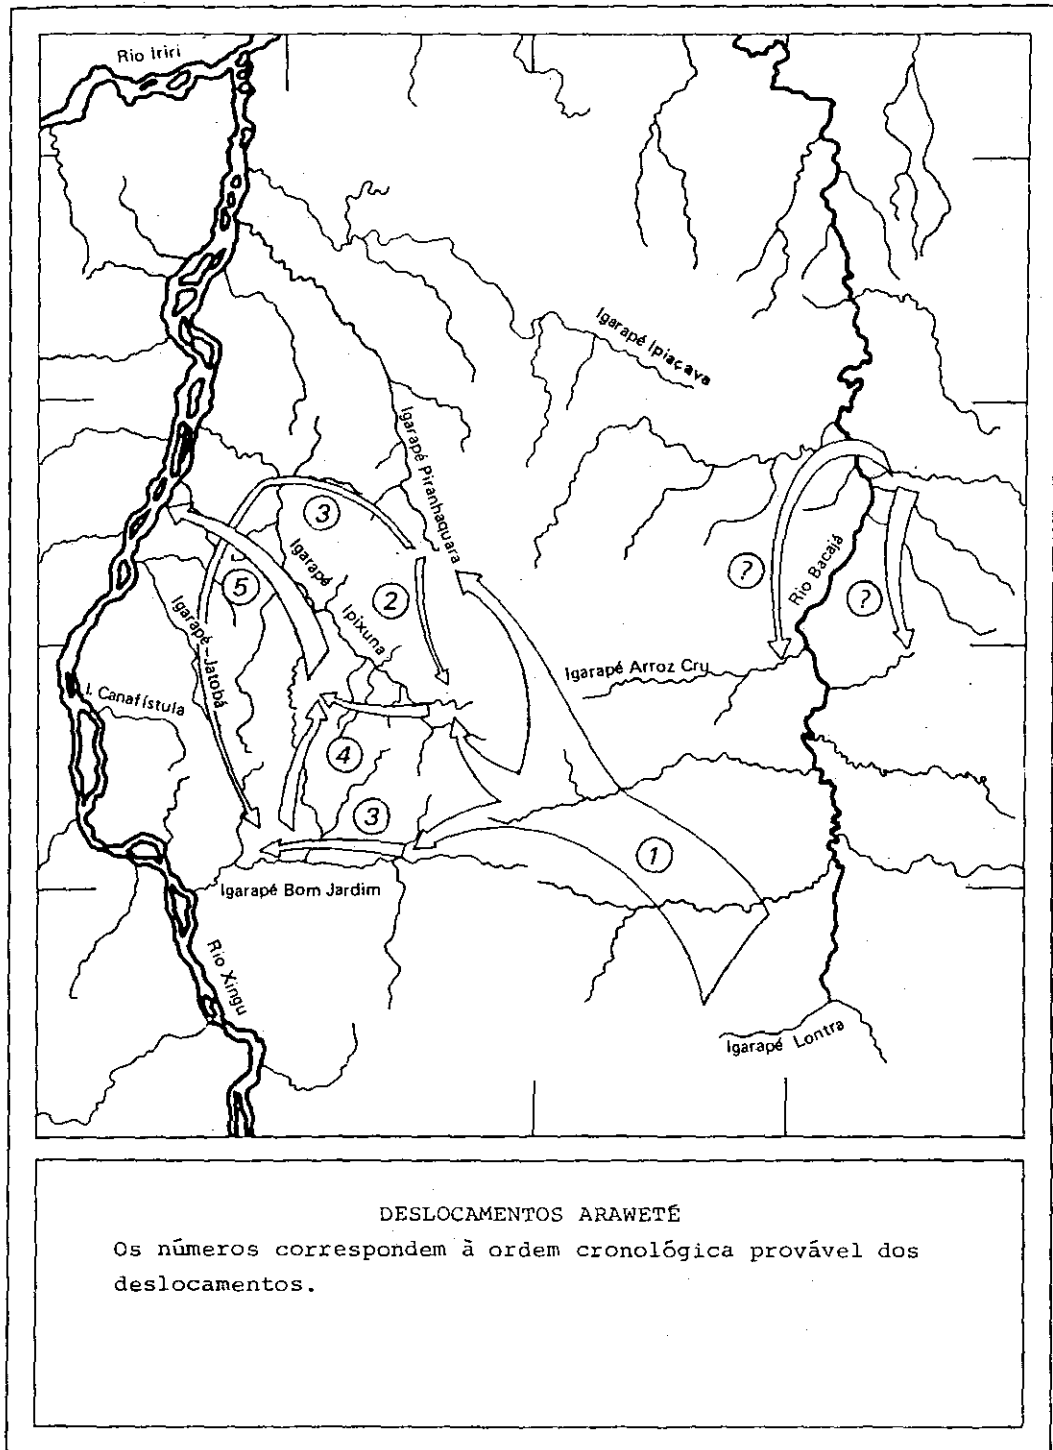 Rio Iriri
Igarapé Ipiaçava
Igarapé Piranhaquara
3
Igarapé
Ipixuna
5
2
?
Rio Bacajá
?
Igarapé-Jatobá
Igarapé Arroz Cru
I. Canafístula
4
3
1
Igarapé Bom Jardim
Rio Xingu
Igarapé Lontra
DESLOCAMENTOS ARAWETÉ
Os números correspondem à ordem cronológica provável dos
deslocamentos.